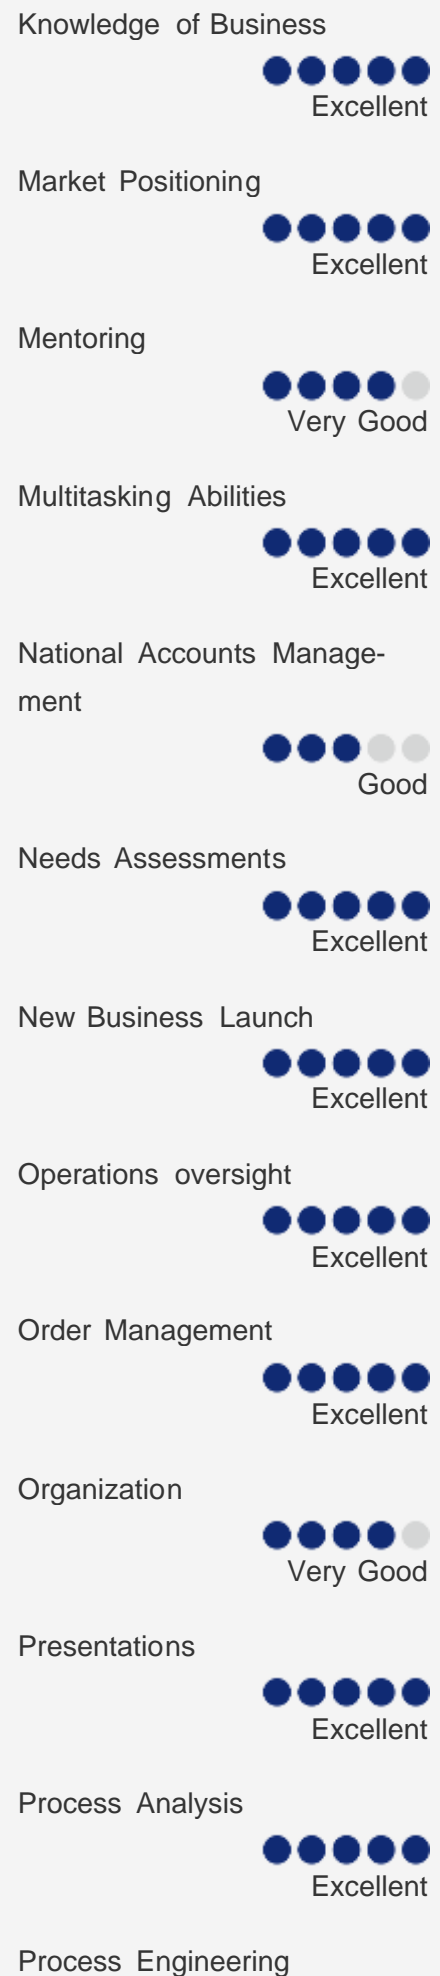 Knowledge of Business
Excellent
Market Positioning
Excellent
Mentoring
Very Good
Multitasking Abilities
Excellent
National Accounts Manage-
ment
Good
Needs Assessments
Excellent
New Business Launch
Excellent
Operations oversight
Excellent
Order Management
Excellent
Organization
Very Good
Presentations
Excellent
Process Analysis
Excellent
Process Engineering